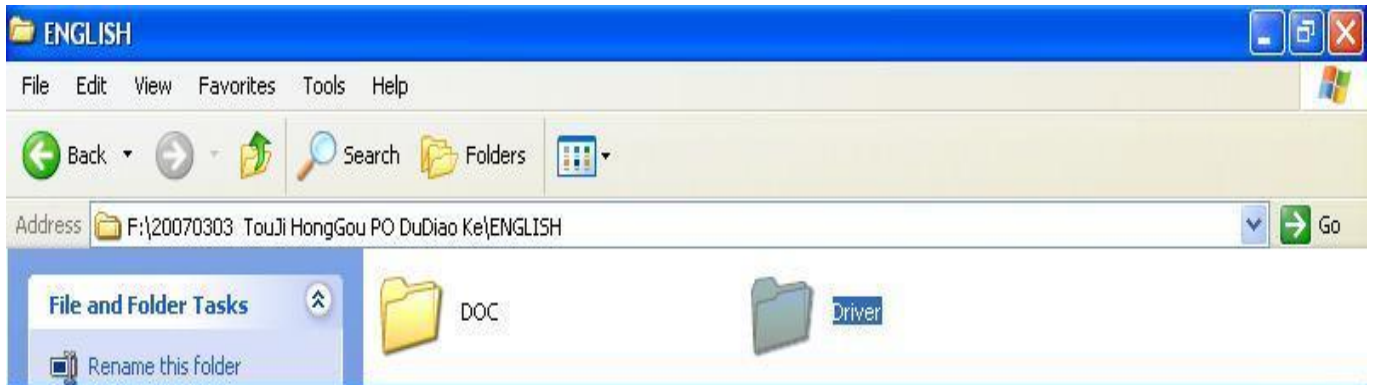 ENGLISH
File Edit View Favorites Tools Help
Back Search Folders
Address F:\20070303 TouJi HongGou PO DuDiao Ke\ENGLISH Go
File and Folder Tasks
DOC Driver
Rename this folder